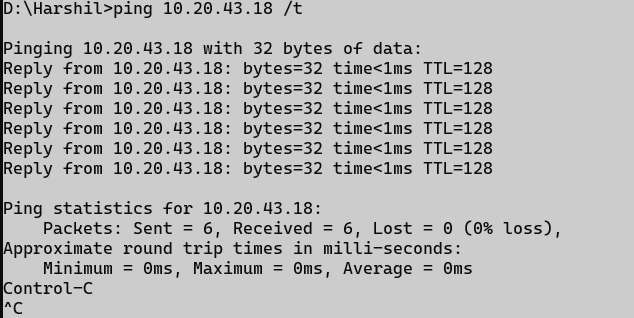 D:\Harshil>ping 10.20.43.18 /t
Pinging 10.20.43.18 with 32 bytes of data:
Reply from 10.20.43.18: bytes=32 time<1ms TTL=128
Reply from 10.20.43.18: bytes=32 time<1ms TTL=128
Reply from 10.20.43.18: bytes=32 time<1ms TTL=128
Reply from 10.20.43.18: bytes=32 time<1ms TTL=128
Reply from 10.20.43.18: bytes=32 time<1ms TTL=128
Reply from 10.20.43.18: bytes=32 time<1ms TTL=128
Ping statistics for 10.20.43.18:
Packets: Sent = 6, Received = 6, Lost = 0 (0% loss),
Approximate round trip times in milli-seconds:
Minimum = 0ms, Maximum = 0ms, Average = 0ms
Control-C
^C